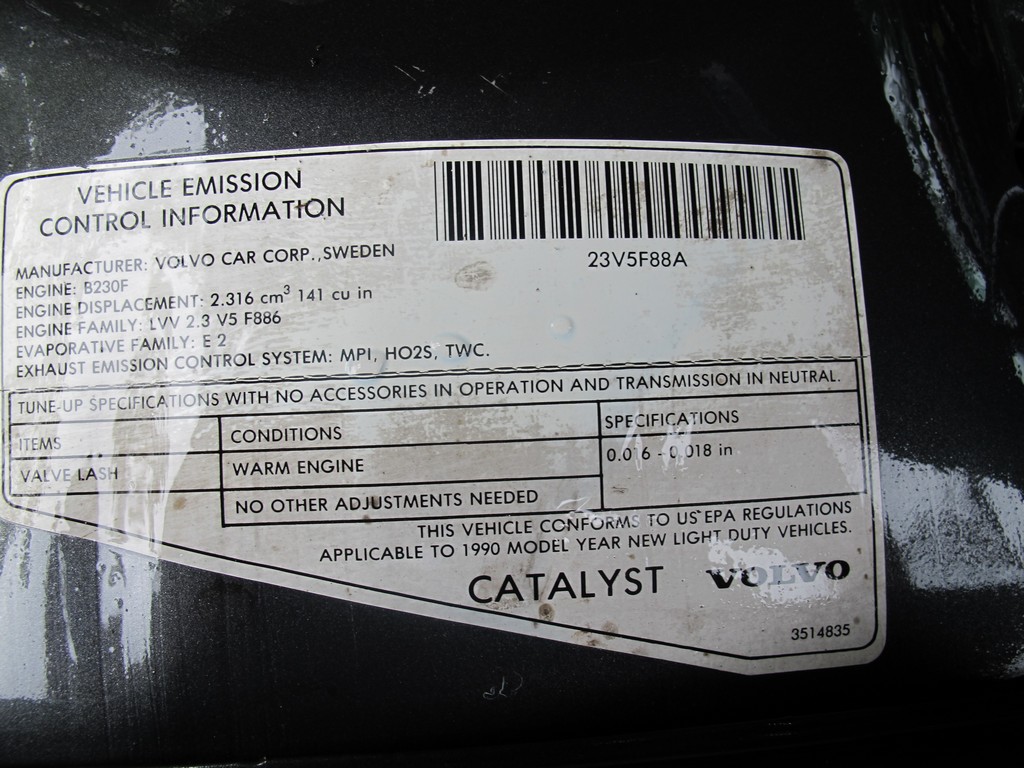 VEHICLE EMISSION
CONTROL INFORMATION
23V5F88A
MANUFACTURER: VOLVO CAR CORP.,SWEDEN
ENGINE: B230F
ENGINE DISPLACEMENT: 2.316 cm³ 141 cu in
ENGINE FAMILY: LVV 2.3 V5 F886
EVAPORATIVE FAMILY: E 2
EXHAUST EMISSION CONTROL SYSTEM: MPI, HO2S, TWC.
TUNE-UP SPECIFICATIONS WITH NO ACCESSORIES IN OPERATION AND TRANSMISSION IN NEUTRAL.
ITEMS CONDITIONS SPECIFICATIONS
VALVE LASH WARM ENGINE 0.016 - 0.018 in
NO OTHER ADJUSTMENTS NEEDED
THIS VEHICLE CONFORMS TO US EPA REGULATIONS
APPLICABLE TO 1990 MODEL YEAR NEW LIGHT DUTY VEHICLES.
CATALYST VOLVO
3514835